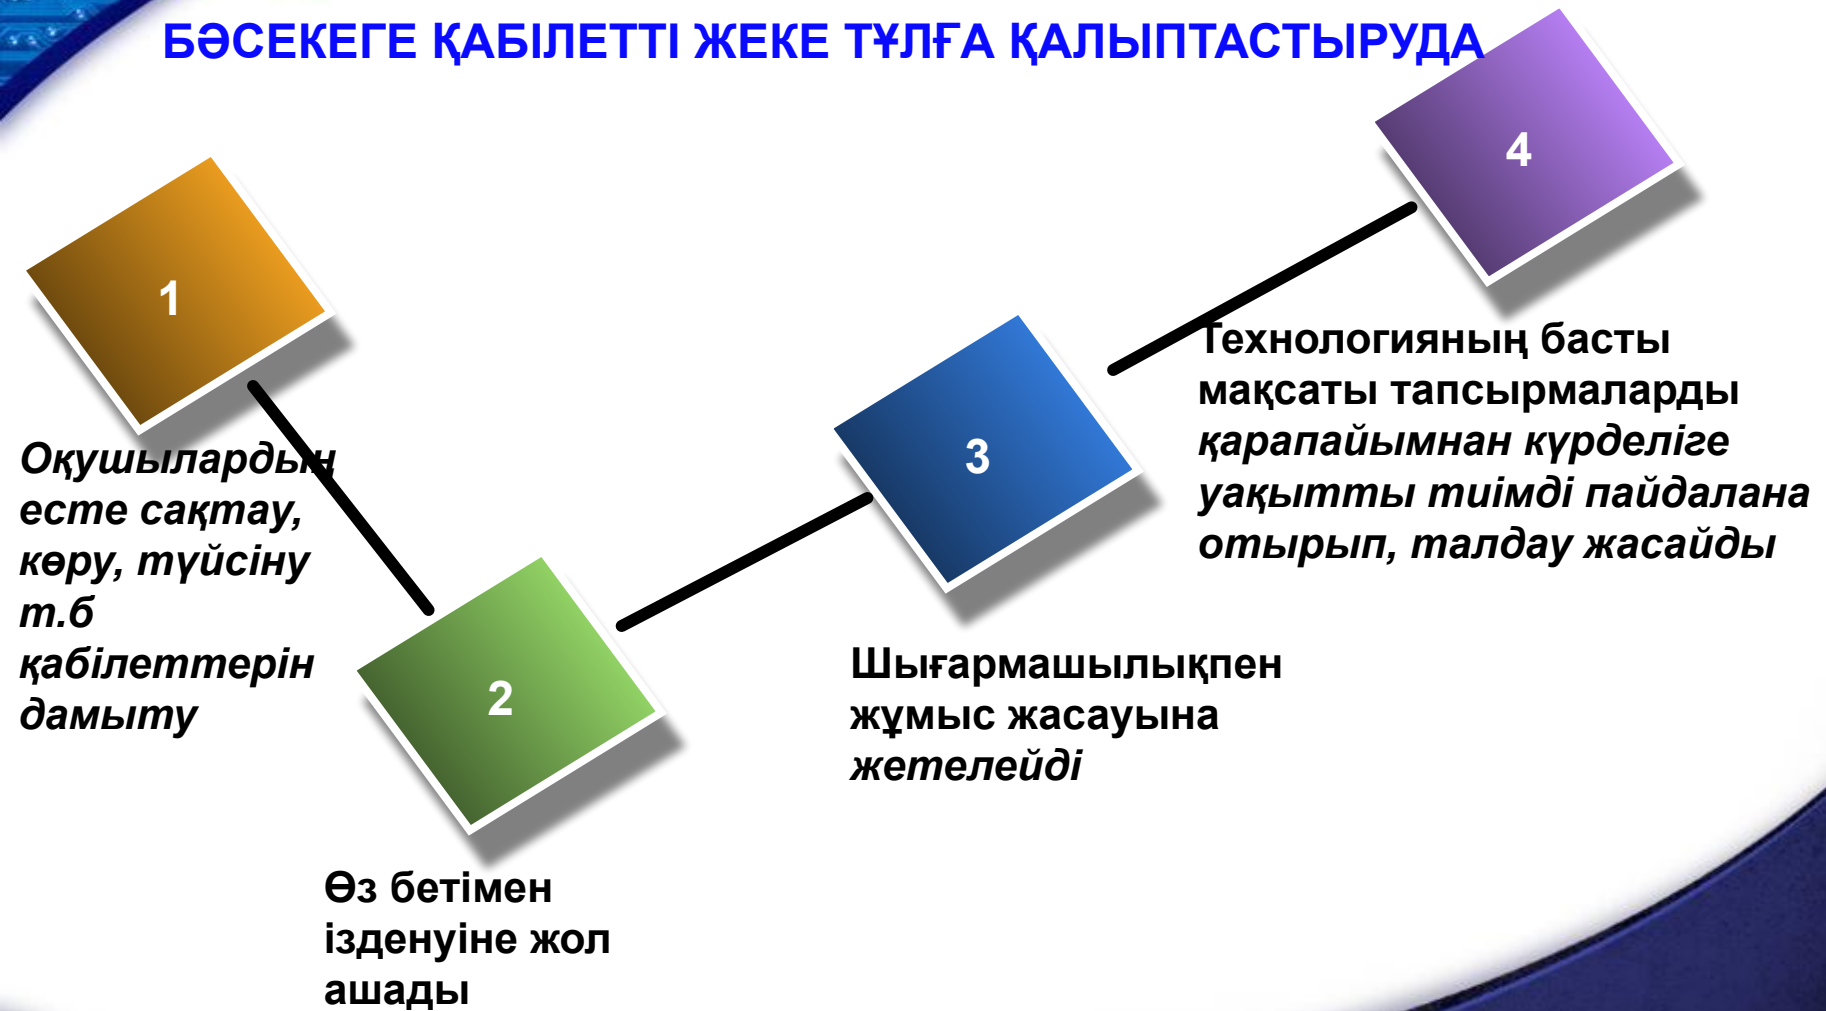 БӘСЕКЕГЕ ҚАБІЛЕТТІ ЖЕКЕ ТҰЛҒА ҚАЛЫПТАСТЫРУДА
1
Оқушылардың
есте сақтау,
көру, түйсіну
т.б
қабілеттерін
дамыту
2
Өз бетімен
ізденуіне жол
ашады
3
Шығармашылықпен
жұмыс жасауына
жетелейді
4
Технологияның басты
мақсаты тапсырмаларды
қарапайымнан күрделіге
уақытты тиімді пайдалана
отырып, талдау жасайды